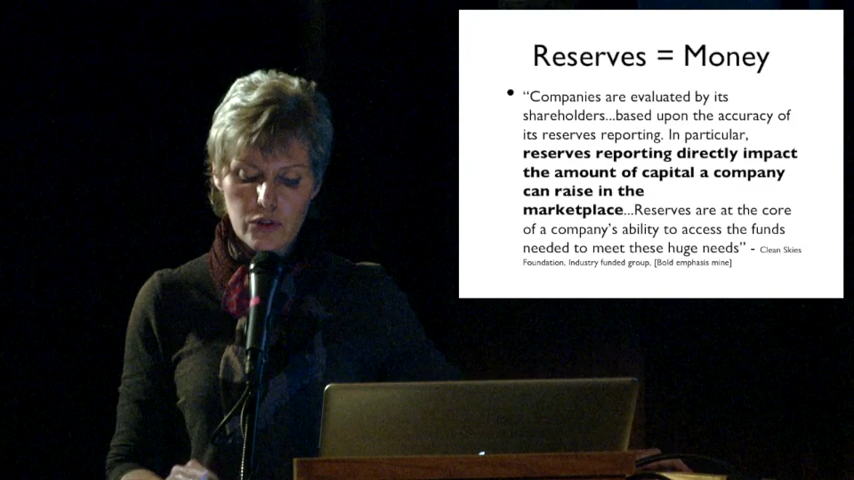 Reserves = Money
• “Companies are evaluated by its
shareholders...based upon the accuracy of
its reserves reporting. In particular,
reserves reporting directly impact
the amount of capital a company
can raise in the
marketplace...Reserves are at the core
of a company’s ability to access the funds
needed to meet these huge needs” - Clean Skies
Foundation, Industry funded group, [Bold emphasis mine]